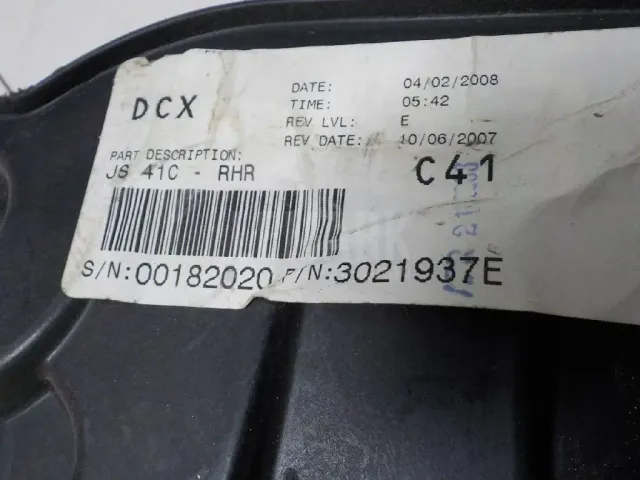 DCX
DATE: 04/02/2008
TIME: 05:42
REV LVL: E
REV DATE: 10/06/2007
PART DESCRIPTION:
JS 41C - RHR
C41
S/N:00182020 P/N:3021937E